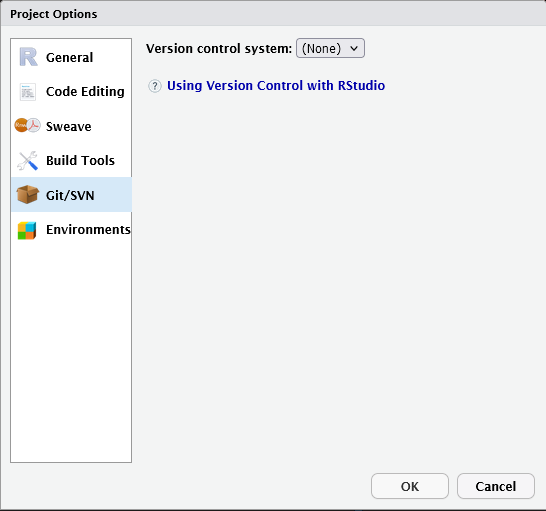 Project Options
General
Code Editing
Sweave
Build Tools
Git/SVN
Environments
Version control system: (None)
? Using Version Control with RStudio
OK Cancel